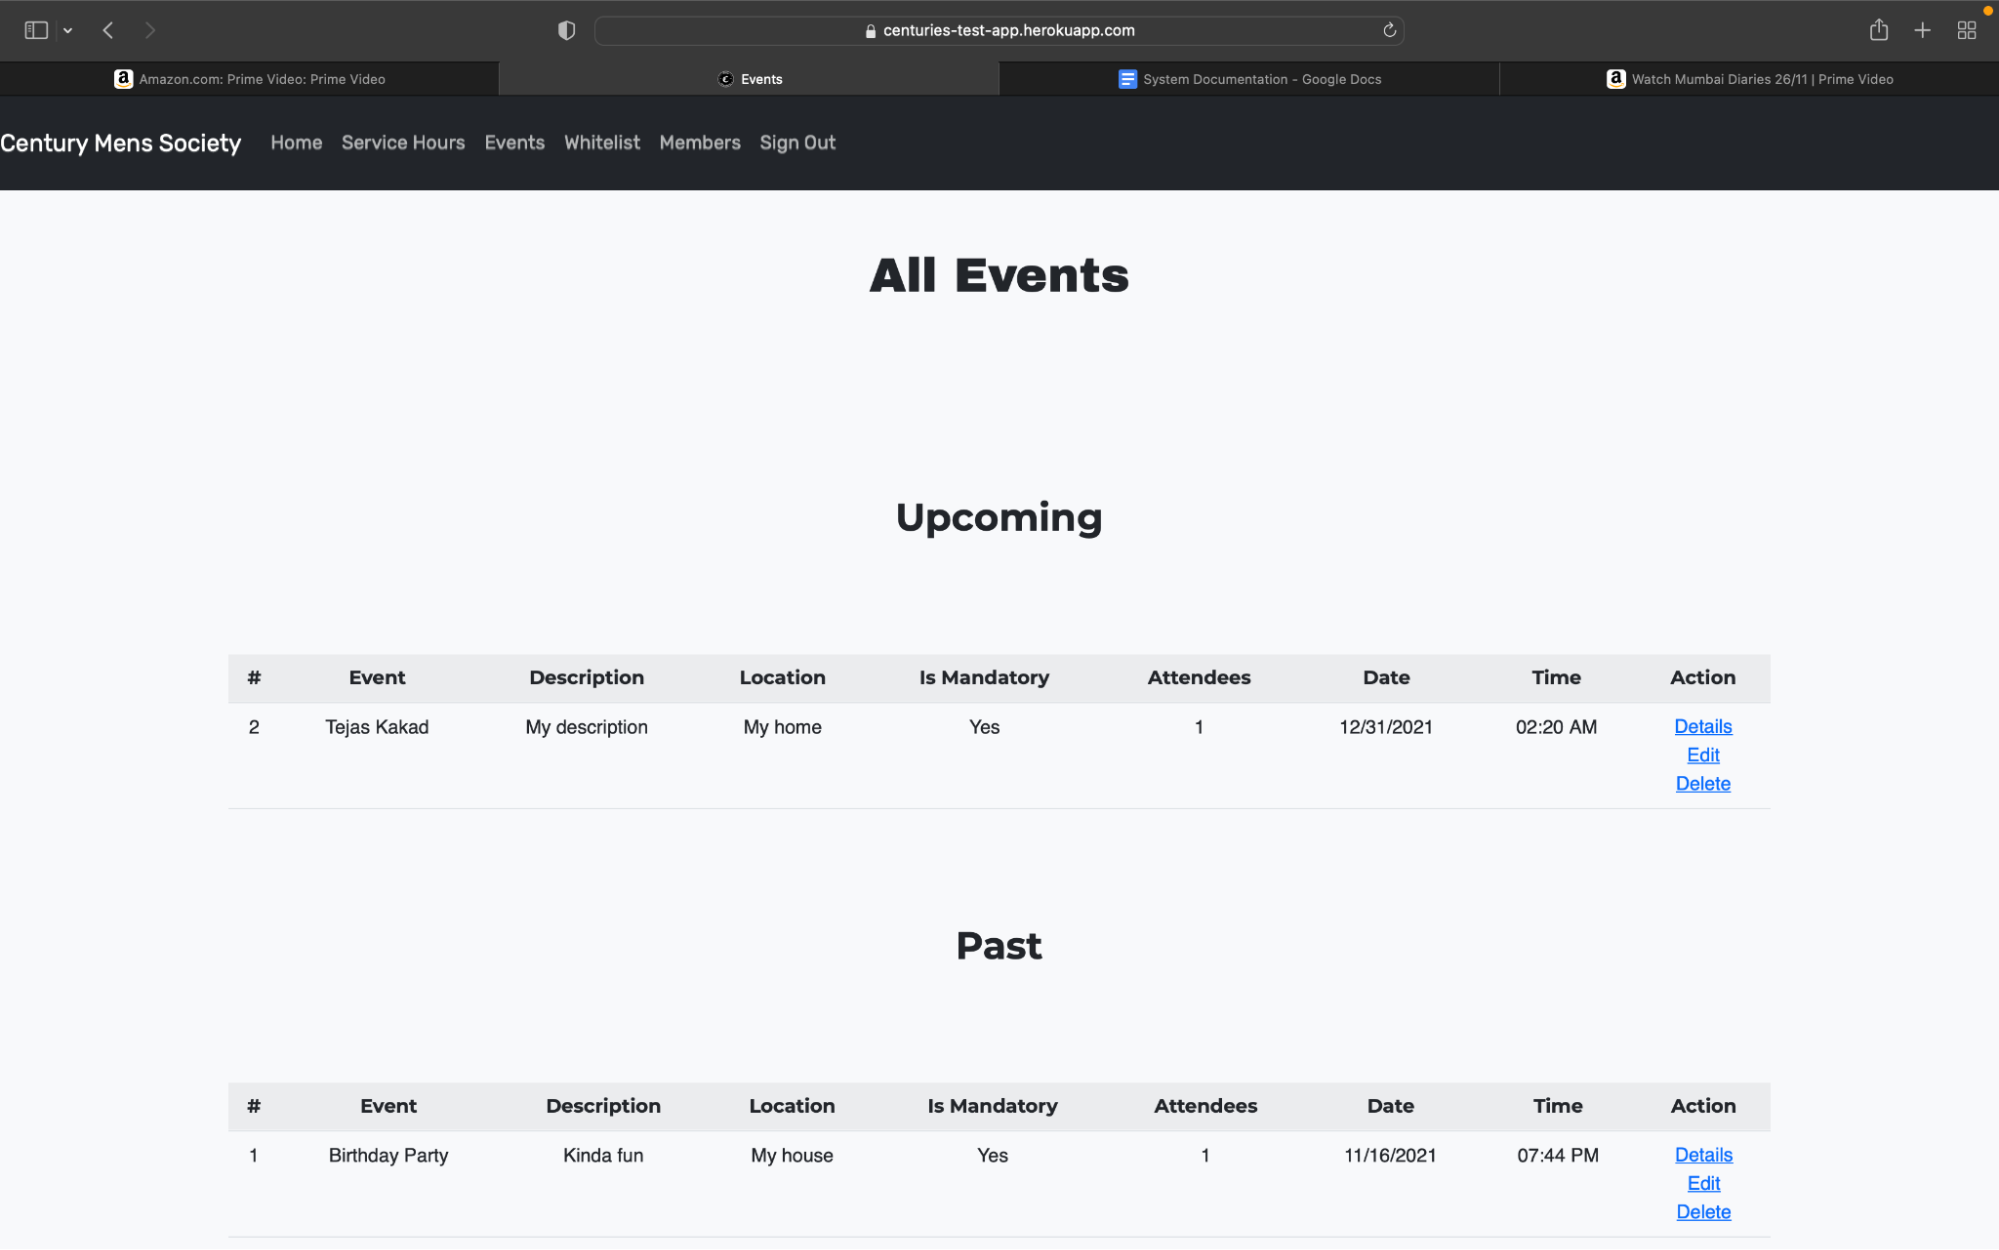 centuries-test-app.herokuapp.com
Amazon.com: Prime Video: Prime Video
Events
System Documentation - Google Docs
Watch Mumbai Diaries 26/11 | Prime Video
Century Mens Society Home Service Hours Events Whitelist Members Sign Out
All Events
Upcoming
# Event Description Location Is Mandatory Attendees Date Time Action
2 Tejas Kakad My description My home Yes 1 12/31/2021 02:20 AM Details
Edit
Delete
Past
# Event Description Location Is Mandatory Attendees Date Time Action
1 Birthday Party Kinda fun My house Yes 1 11/16/2021 07:44 PM Details
Edit
Delete